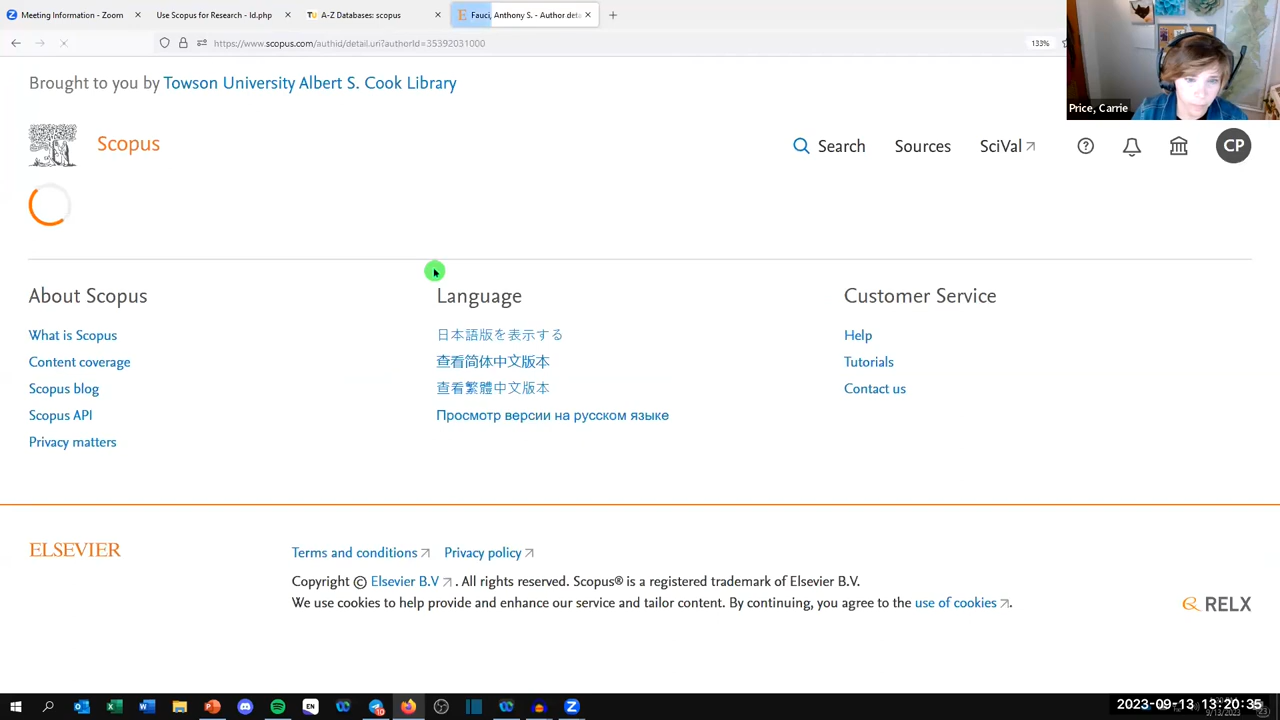 Meeting Information - Zoom
Use Scopus for Research - Id.php
TU A-Z Databases: scopus
Fauci, Anthony S. - Author deta
https://www.scopus.com/authid/detail.uri?authorId=35392031000
133%
Price, Carrie
Brought to you by Towson University Albert S. Cook Library
Scopus
Search
Sources
SciVal
CP
About Scopus
What is Scopus
Content coverage
Scopus blog
Scopus API
Privacy matters
Language
日本語版を表示する
查看简体中文版本
查看繁體中文版本
Просмотр версии на русском языке
Customer Service
Help
Tutorials
Contact us
ELSEVIER
Terms and conditions
Privacy policy
Copyright © Elsevier B.V. All rights reserved. Scopus® is a registered trademark of Elsevier B.V.
We use cookies to help provide and enhance our service and tailor content. By continuing, you agree to the use of cookies.
RELX
EN
2023-09-13 13:20:35
9/13/2023